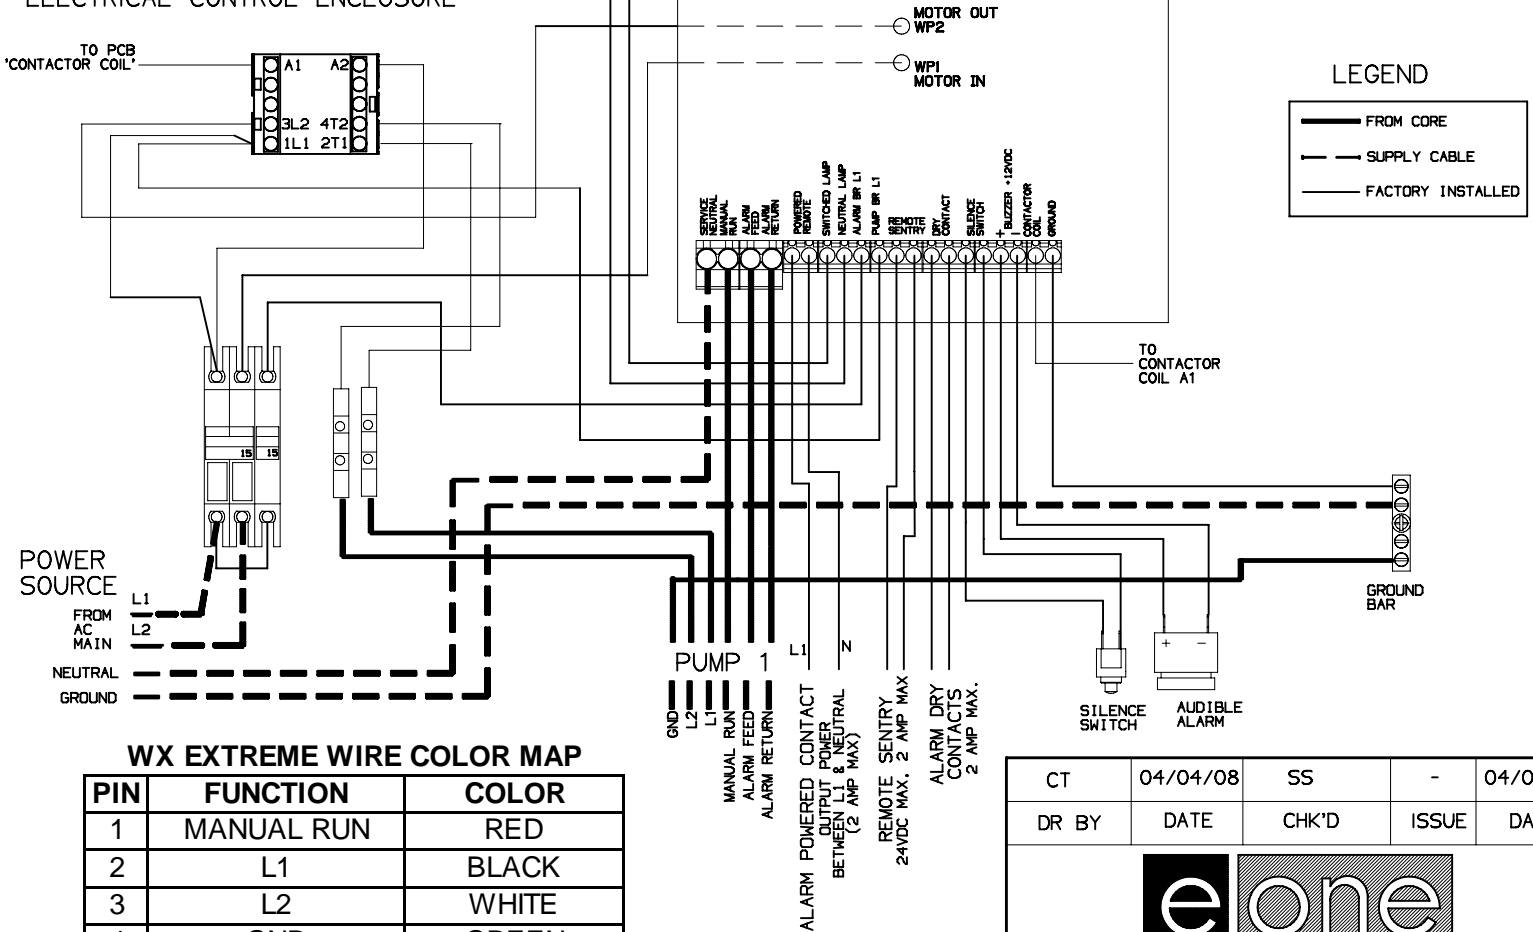 ELECTRICAL CONTROL ENCLOSURE
MOTOR OUT
WP2
WP1
MOTOR IN
TO PCB
'CONTACTOR COIL'
A1 A2
3L2 4T2
1L1 2T1
LEGEND
FROM CORE
SUPPLY CABLE
FACTORY INSTALLED
SERVICE
NEUTRAL
MANUAL
RUN
ALARM
FEED
ALARM
RETURN
POWERED
REMOTE
SWITCHED LAMP
NEUTRAL LAMP
ALARM BR L1
PUMP BR L1
REMOTE
SENTRY
DRY
CONTACT
SILENCE
SWITCH
+ BUZZER +12VDC
–
CONTACTOR
COIL
GROUND
TO
CONTACTOR
COIL A1
15 15
POWER
SOURCE
FROM
AC
MAIN
L1
L2
NEUTRAL
GROUND
GROUND
BAR
PUMP 1
L1
N
GND
L2
L1
MANUAL RUN
ALARM FEED
ALARM RETURN
ALARM POWERED CONTACT
OUTPUT POWER
BETWEEN L1 & NEUTRAL
(2 AMP MAX)
REMOTE SENTRY
24VDC MAX, 2 AMP MAX
ALARM DRY
CONTACTS
2 AMP MAX.
+ –
SILENCE
SWITCH
AUDIBLE
ALARM
WX EXTREME WIRE COLOR MAP
PIN FUNCTION COLOR
1 MANUAL RUN RED
2 L1 BLACK
3 L2 WHITE
4 GND GREEN
CT 04/04/08 SS - 04/0
DR BY DATE CHK'D ISSUE DA
e one